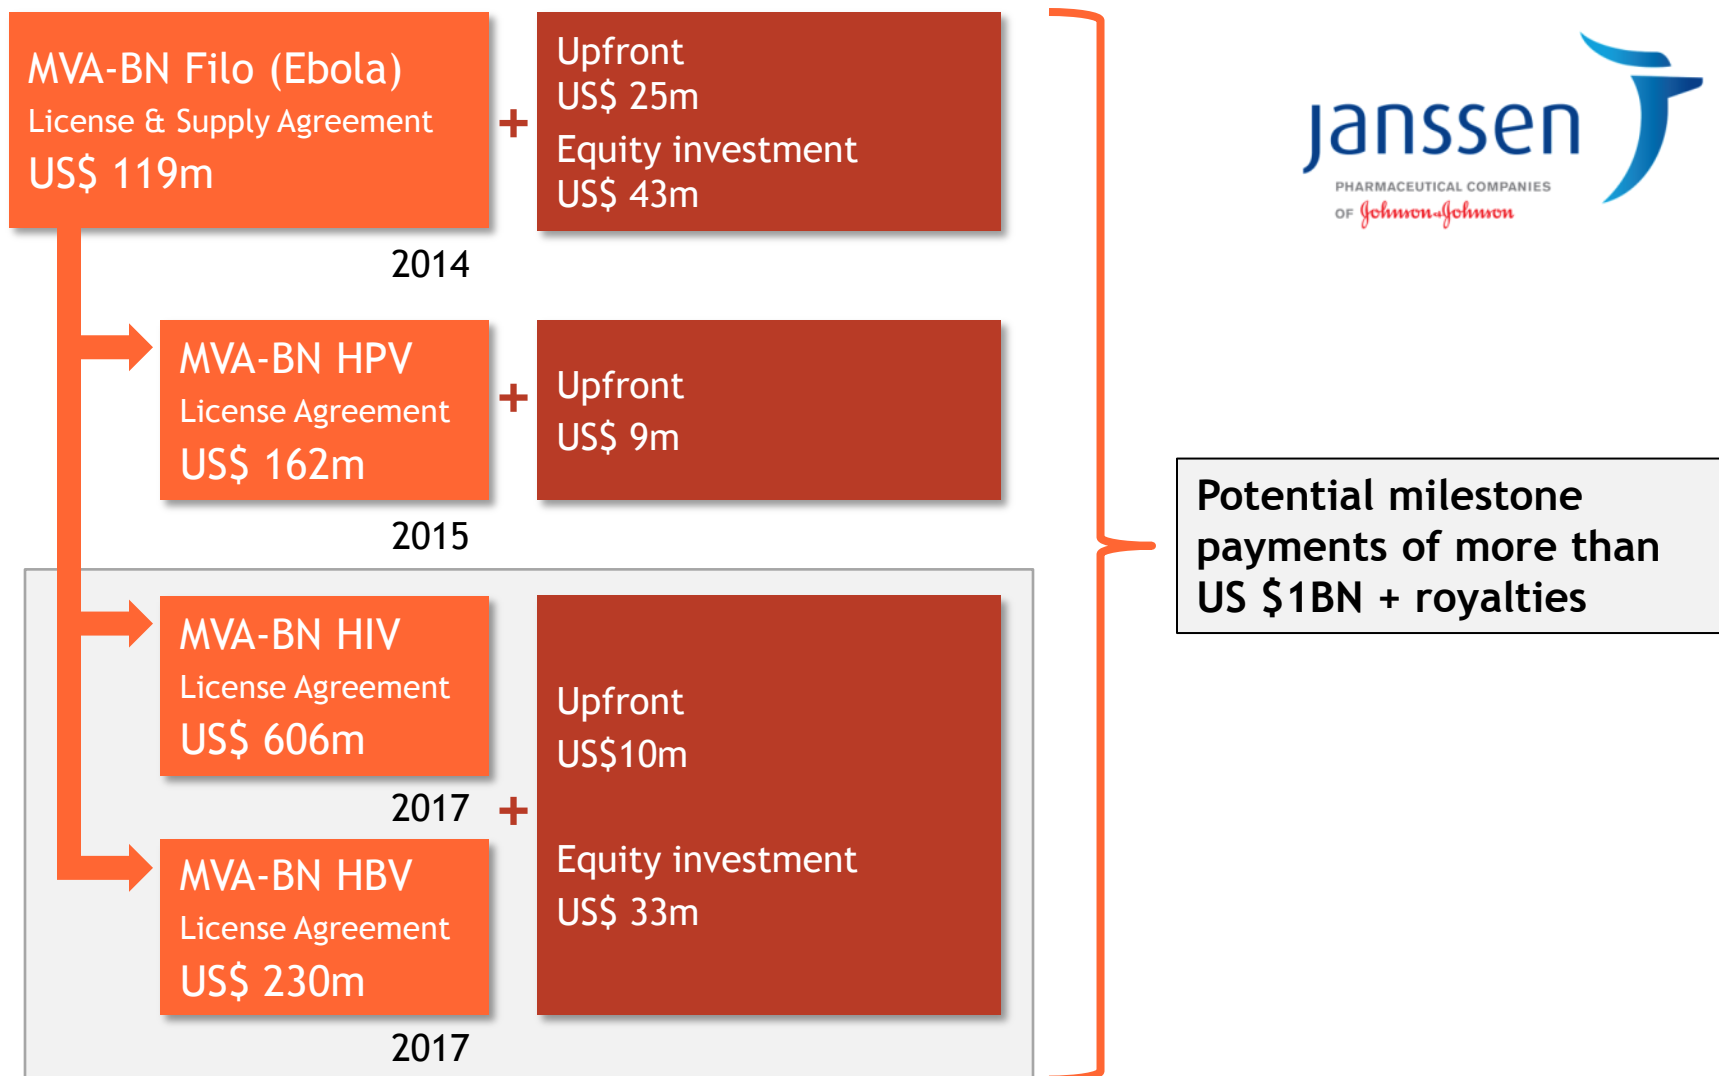 MVA-BN Filo (Ebola)
License & Supply Agreement
US$ 119m
+
Upfront
US$ 25m
Equity investment
US$ 43m
2014
MVA-BN HPV
License Agreement
US$ 162m
+
Upfront
US$ 9m
2015
MVA-BN HIV
License Agreement
US$ 606m
2017
+
MVA-BN HBV
License Agreement
US$ 230m
2017
Upfront
US$10m
Equity investment
US$ 33m
janssen
PHARMACEUTICAL COMPANIES
OF Johnson&Johnson
Potential milestone
payments of more than
US $1BN + royalties